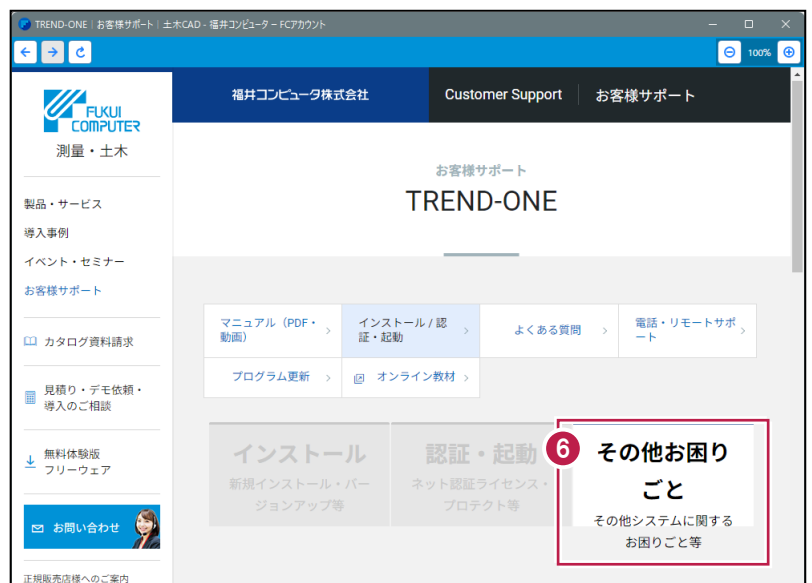 TREND-ONE | お客様サポート | 土木CAD - 福井コンピュータ – FCアカウント
100%
FUKUI
COMPUTER
測量・土木
製品・サービス
導入事例
イベント・セミナー
お客様サポート
カタログ資料請求
見積り・デモ依頼・
導入のご相談
無料体験版
フリーウェア
お問い合わせ
正規販売店様へのご案内
福井コンピュータ株式会社
Customer Support
お客様サポート
お客様サポート
TREND-ONE
マニュアル（PDF・
動画）
インストール / 認
証・起動
よくある質問
電話・リモートサポ
ート
プログラム更新
オンライン教材
インストール
新規インストール・バー
ジョンアップ等
認証・起動
ネット認証ライセンス・
プロテクト等
6
その他お困り
ごと
その他システムに関する
お困りごと等